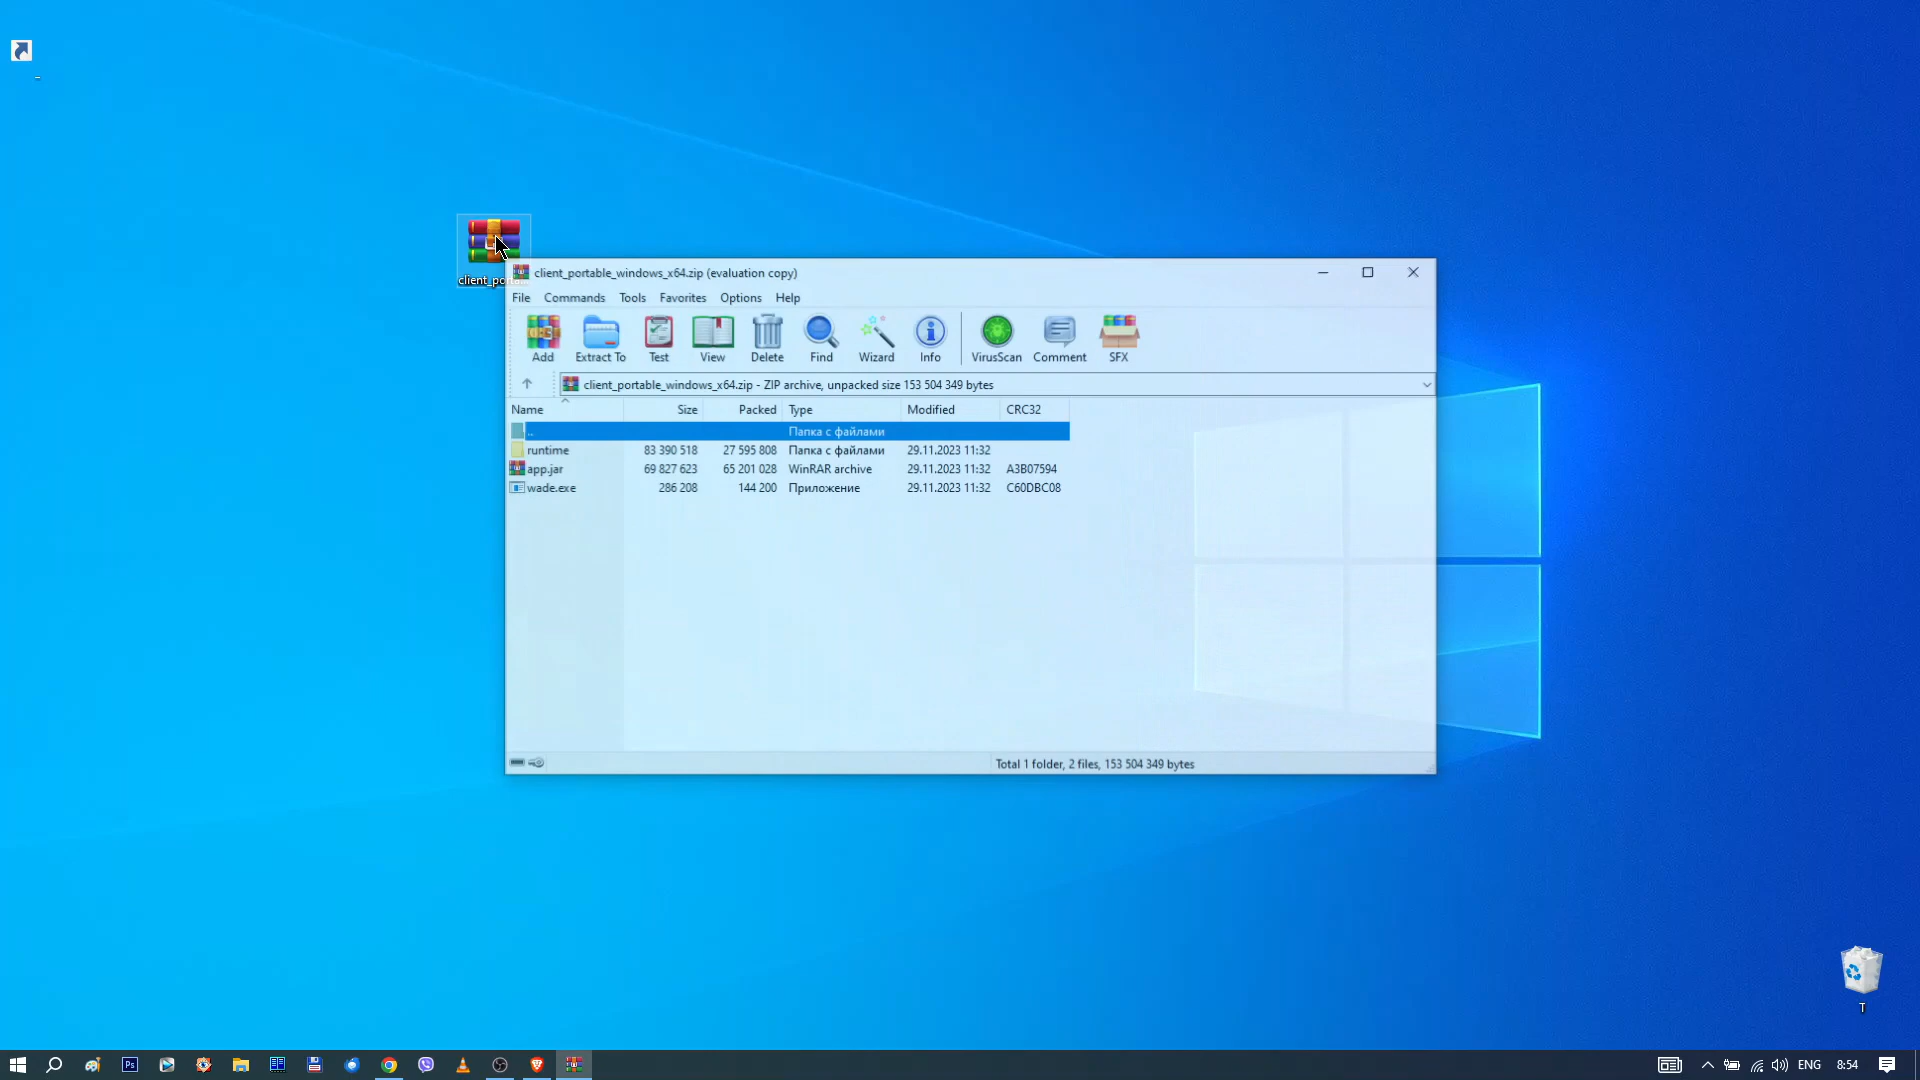 client_porta...
client_portable_windows_x64.zip (evaluation copy)
File Commands Tools Favorites Options Help
Add Extract To Test View Delete Find Wizard Info VirusScan Comment SFX
client_portable_windows_x64.zip - ZIP archive, unpacked size 153 504 349 bytes
Name Size Packed Type Modified CRC32
.. Папка с файлами
runtime 83 390 518 27 595 808 Папка с файлами 29.11.2023 11:32
app.jar 69 827 623 65 201 028 WinRAR archive 29.11.2023 11:32 A3B07594
wade.exe 286 208 144 200 Приложение 29.11.2023 11:32 C60DBC08
Total 1 folder, 2 files, 153 504 349 bytes
T
Ps
ENG 8:54